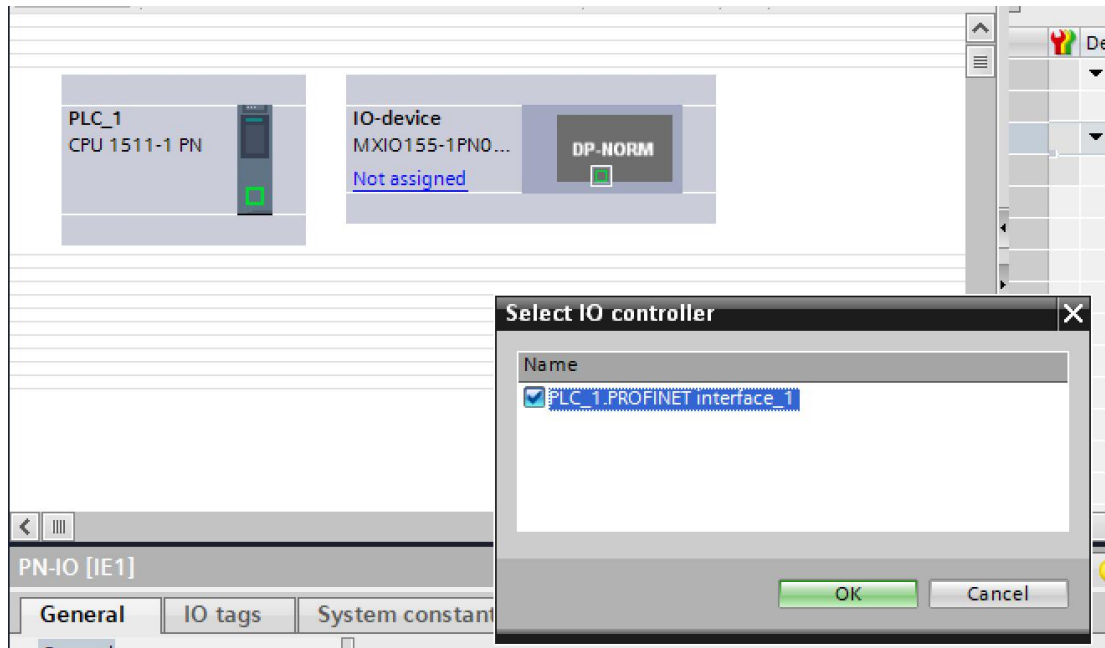 De
PLC_1
CPU 1511-1 PN
IO-device
MXIO155-1PN0...
Not assigned
DP-NORM
Select IO controller
Name
PLC_1.PROFINET interface_1
OK
Cancel
PN-IO [IE1]
General
IO tags
System constant